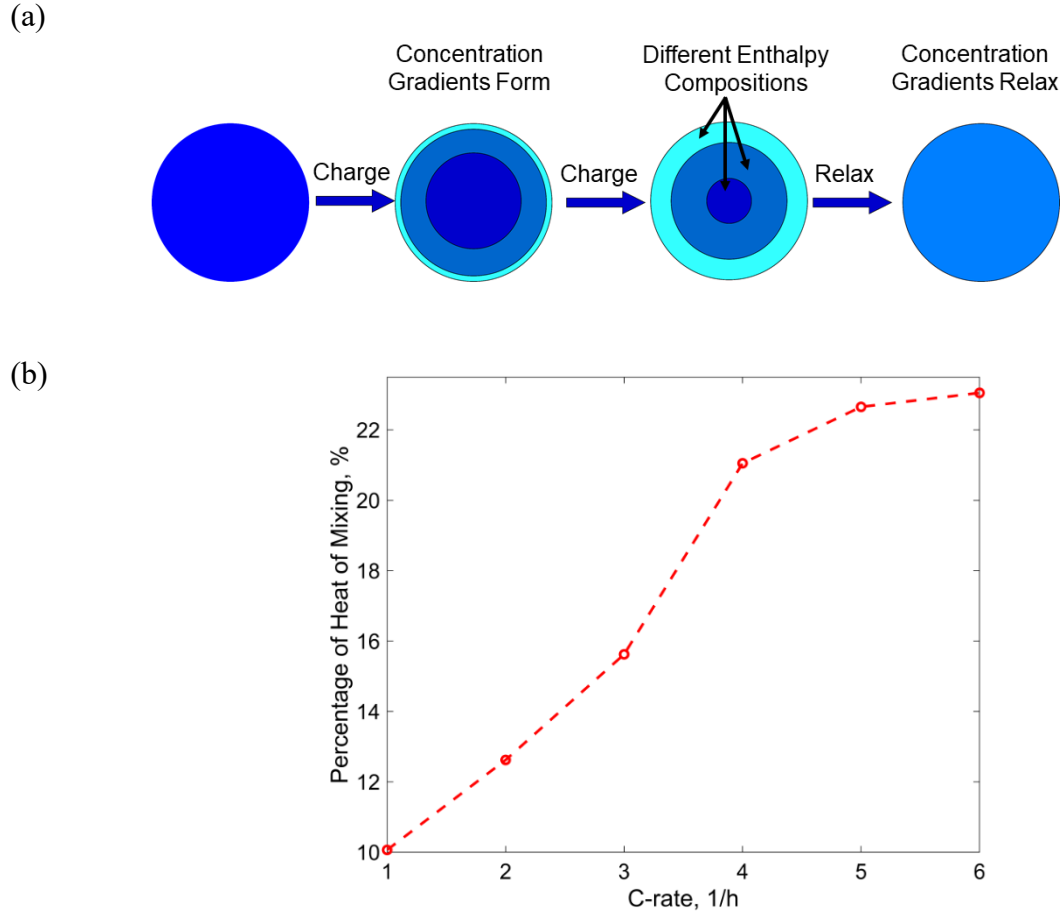 (a)
Concentration
Gradients Form
Different Enthalpy
Compositions
Concentration
Gradients Relax
Charge
Charge
Relax
(b)
Percentage of Heat of Mixing, %
22
20
18
16
14
12
10
1 2 3 4 5 6
C-rate, 1/h